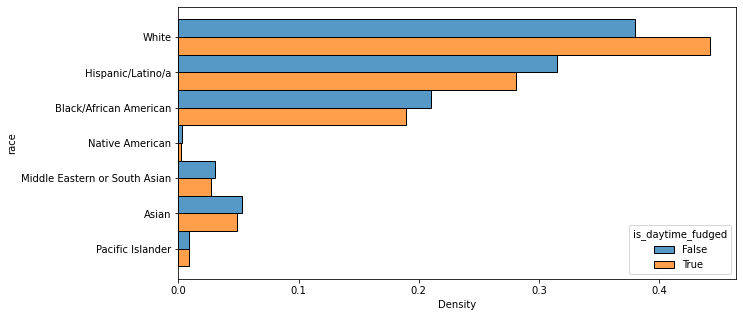 White
Hispanic/Latino/a
Black/African American
Native American
Middle Eastern or South Asian
Asian
Pacific Islander
race
0.0 0.1 0.2 0.3 0.4
Density
is_daytime_fudged
False
True